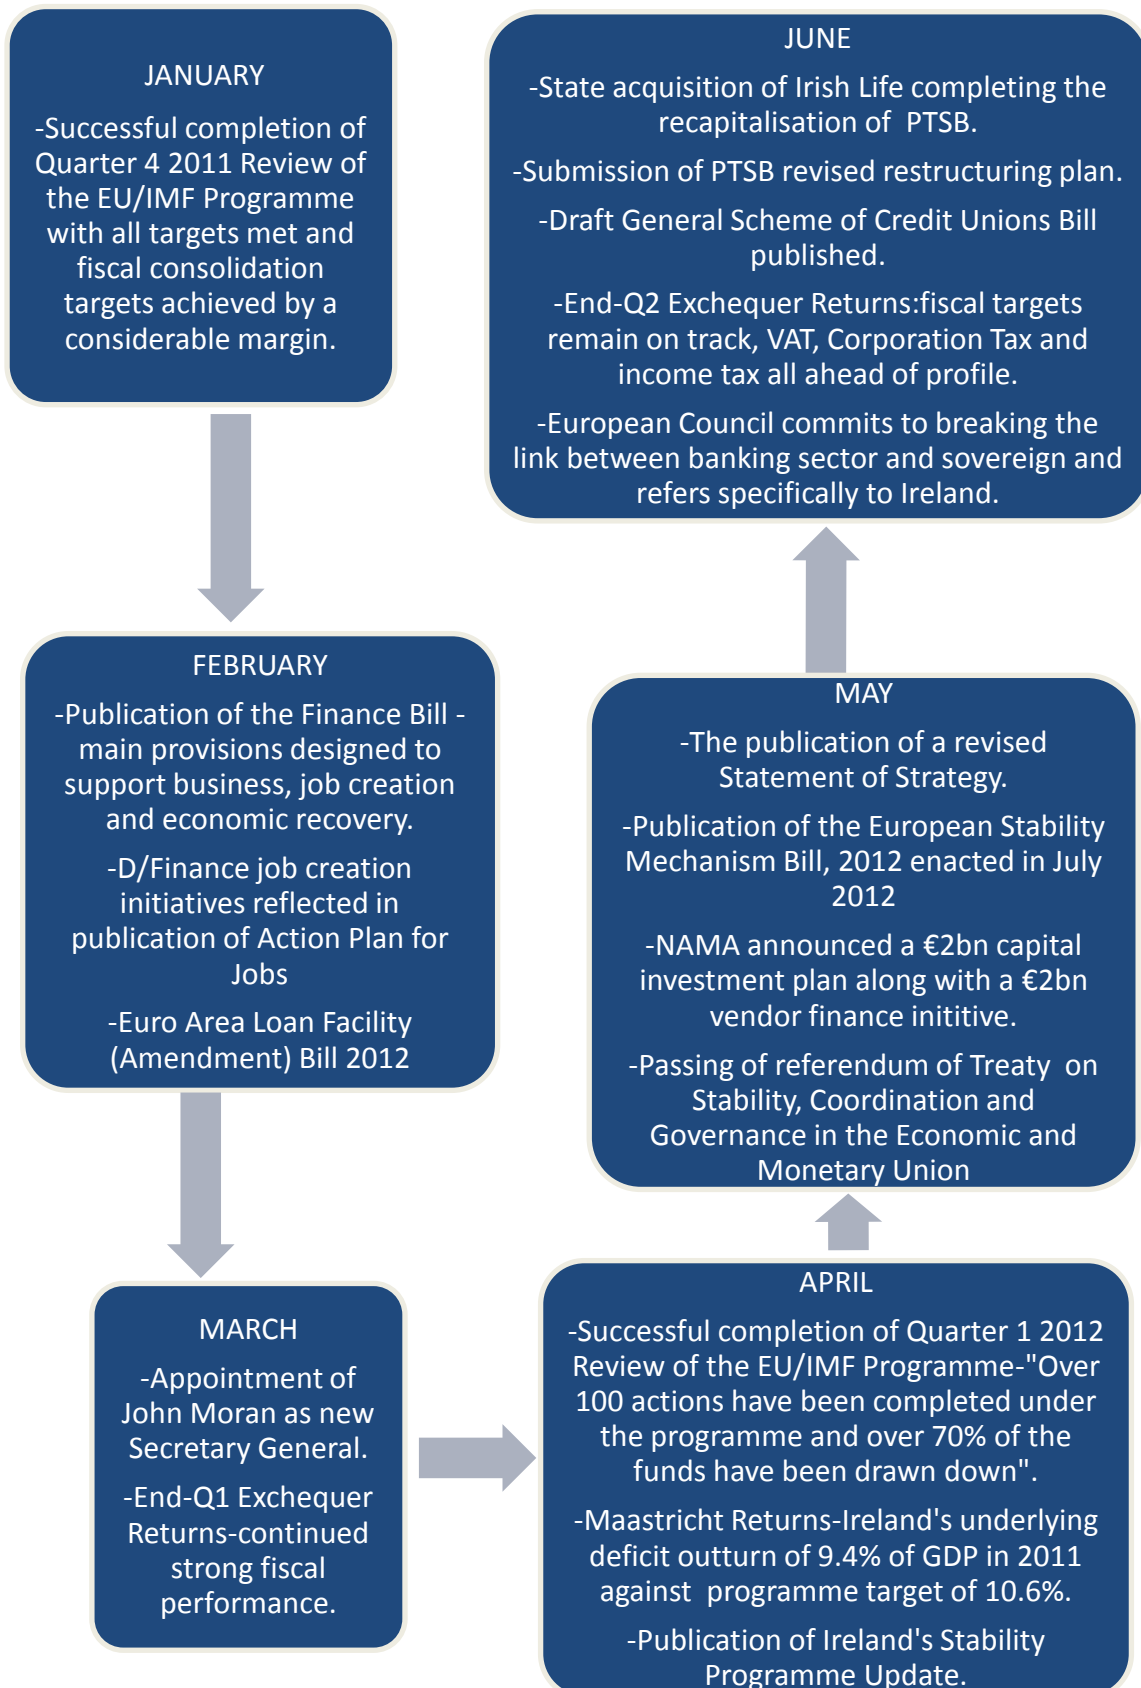 JANUARY
-Successful completion of
Quarter 4 2011 Review of
the EU/IMF Programme
with all targets met and
fiscal consolidation
targets achieved by a
considerable margin.
FEBRUARY
-Publication of the Finance Bill -
main provisions designed to
support business, job creation
and economic recovery.
-D/Finance job creation
initiatives reflected in
publication of Action Plan for
Jobs
-Euro Area Loan Facility
(Amendment) Bill 2012
MARCH
-Appointment of
John Moran as new
Secretary General.
-End-Q1 Exchequer
Returns-continued
strong fiscal
performance.
APRIL
-Successful completion of Quarter 1 2012
Review of the EU/IMF Programme-"Over
100 actions have been completed under
the programme and over 70% of the
funds have been drawn down".
-Maastricht Returns-Ireland's underlying
deficit outturn of 9.4% of GDP in 2011
against programme target of 10.6%.
-Publication of Ireland's Stability
Programme Update.
MAY
-The publication of a revised
Statement of Strategy.
-Publication of the European Stability
Mechanism Bill, 2012 enacted in July
2012
-NAMA announced a €2bn capital
investment plan along with a €2bn
vendor finance inititive.
-Passing of referendum of Treaty on
Stability, Coordination and
Governance in the Economic and
Monetary Union
JUNE
-State acquisition of Irish Life completing the
recapitalisation of PTSB.
-Submission of PTSB revised restructuring plan.
-Draft General Scheme of Credit Unions Bill
published.
-End-Q2 Exchequer Returns:fiscal targets
remain on track, VAT, Corporation Tax and
income tax all ahead of profile.
-European Council commits to breaking the
link between banking sector and sovereign and
refers specifically to Ireland.